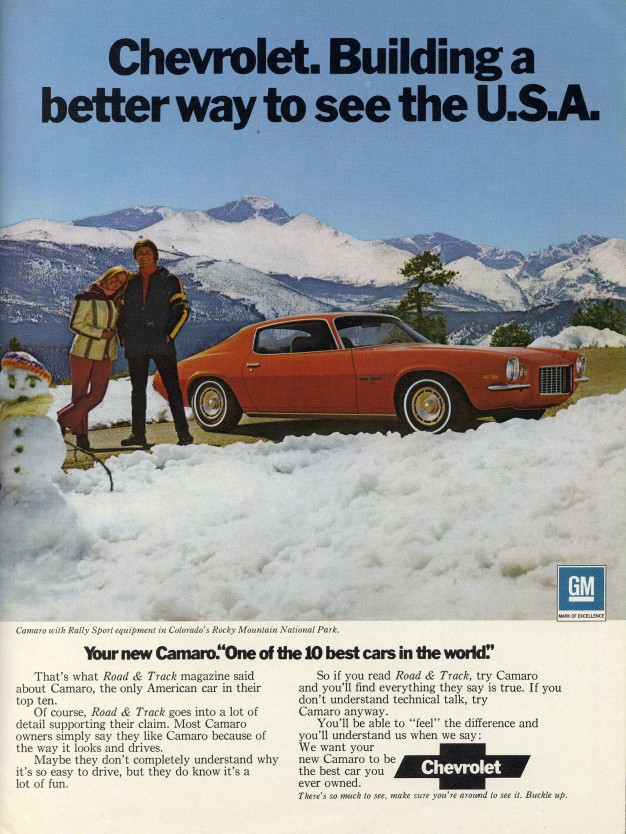 Chevrolet. Building a
better way to see the U.S.A.
GM
MARK OF EXCELLENCE
Camaro with Rally Sport equipment in Colorado's Rocky Mountain National Park.
Your new Camaro. "One of the 10 best cars in the world."
That's what Road & Track magazine said
about Camaro, the only American car in their
top ten.
Of course, Road & Track goes into a lot of
detail supporting their claim. Most Camaro
owners simply say they like Camaro because of
the way it looks and drives.
Maybe they don't completely understand why
it's so easy to drive, but they do know it's a
lot of fun.
So if you read Road & Track, try Camaro
and you'll find everything they say is true. If you
don't understand technical talk, try
Camaro anyway.
You'll be able to "feel" the difference and
you'll understand us when we say:
We want your
new Camaro to be
the best car you
ever owned.
Chevrolet
There's so much to see, make sure you're around to see it. Buckle up.